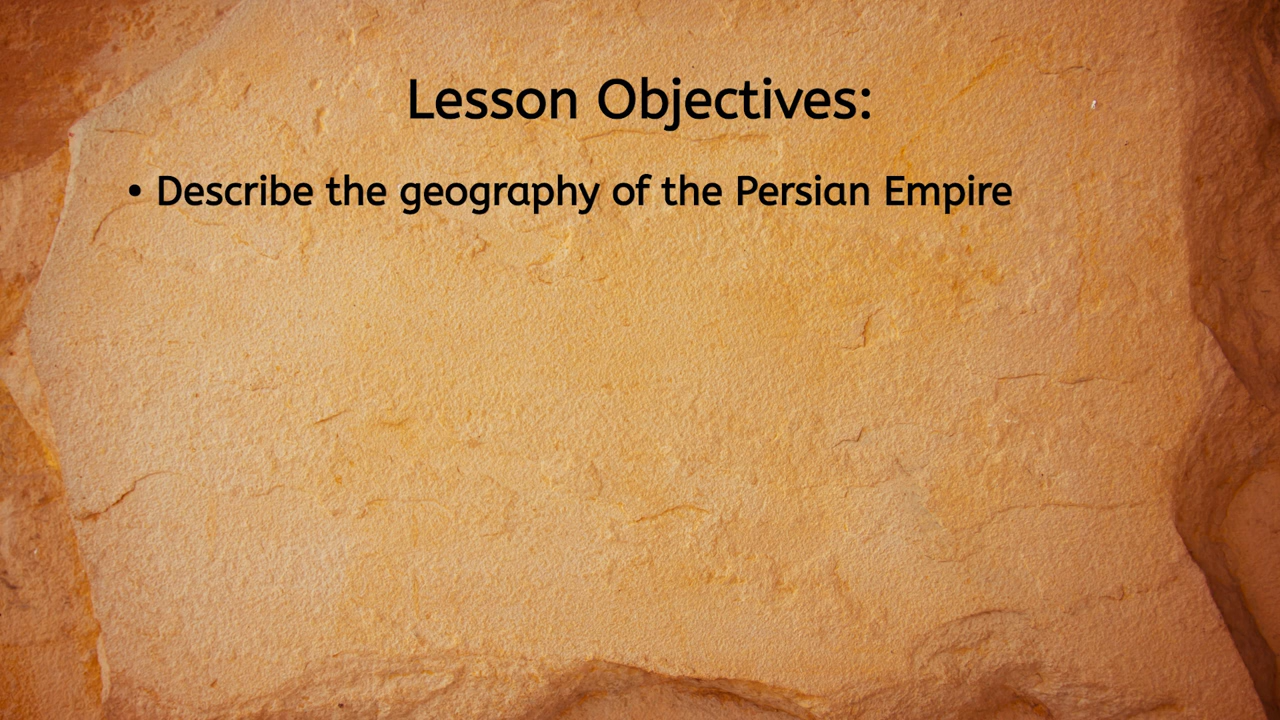 Lesson Objectives:
• Describe the geography of the Persian Empire